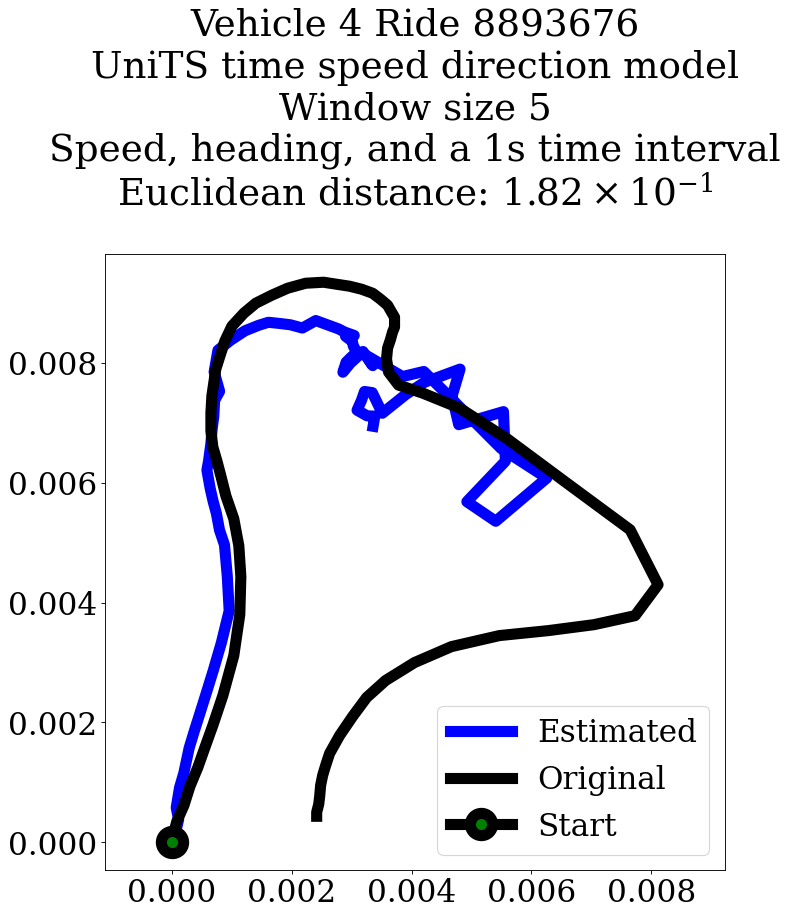 Vehicle 4 Ride 8893676
UniTS time speed direction model
Window size 5
Speed, heading, and a 1s time interval
Euclidean distance: 1.82 × 10⁻¹
0.008
0.006
0.004
0.002
0.000
Estimated
Original
Start
0.000 0.002 0.004 0.006 0.008